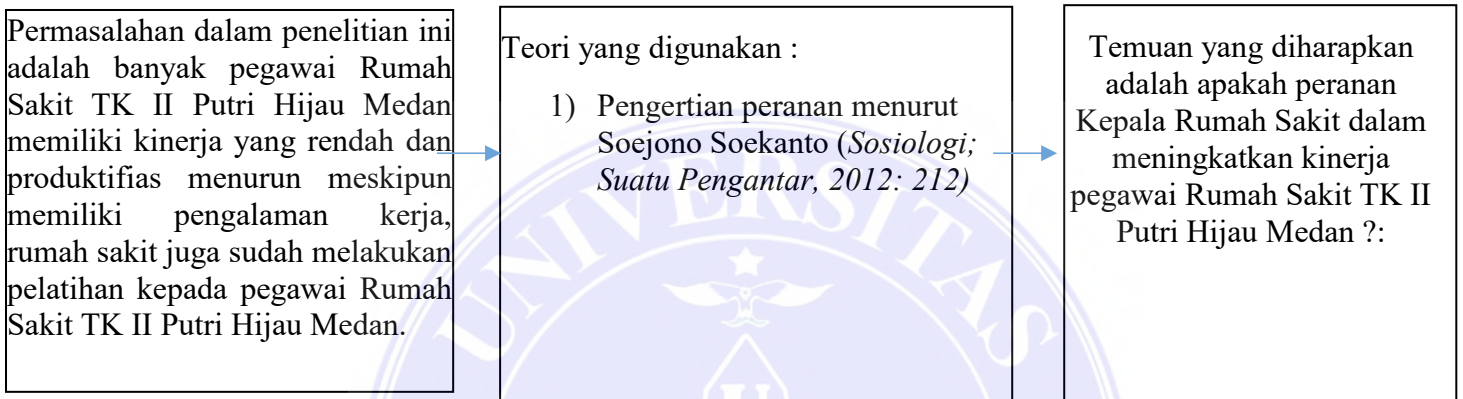 Permasalahan dalam penelitian ini
adalah banyak pegawai Rumah
Sakit TK II Putri Hijau Medan
memiliki kinerja yang rendah dan
produktifias menurun meskipun
memiliki pengalaman kerja,
rumah sakit juga sudah melakukan
pelatihan kepada pegawai Rumah
Sakit TK II Putri Hijau Medan.
Teori yang digunakan :
1) Pengertian peranan menurut
Soejono Soekanto (Sosiologi;
Suatu Pengantar, 2012: 212)
Temuan yang diharapkan
adalah apakah peranan
Kepala Rumah Sakit dalam
meningkatkan kinerja
pegawai Rumah Sakit TK II
Putri Hijau Medan ?:
UNIVERSITAS